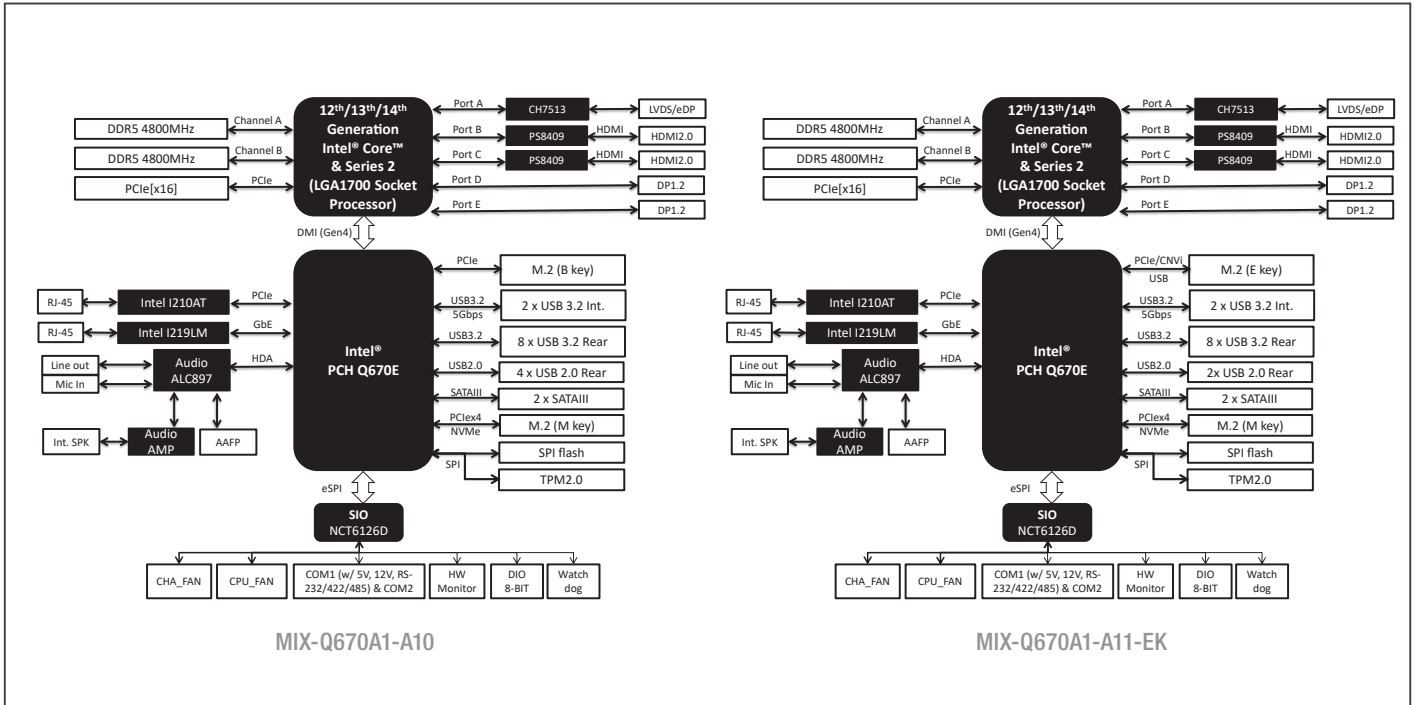 12th/13th/14th
Generation
Intel® Core™
& Series 2
(LGA1700 Socket
Processor)
DDR5 4800MHz
Channel A
DDR5 4800MHz
Channel B
PCIe[x16]
PCIe
Port A
CH7513
LVDS/eDP
Port B
PS8409
HDMI
HDMI2.0
Port C
PS8409
HDMI
HDMI2.0
Port D
DP1.2
Port E
DP1.2
DMI (Gen4)
Intel®
PCH Q670E
RJ-45
Intel I210AT
PCIe
RJ-45
Intel I219LM
GbE
Line out
Mic In
Audio
ALC897
HDA
Int. SPK
Audio
AMP
AAFP
PCIe
M.2 (B key)
USB3.2
5Gbps
2 x USB 3.2 Int.
USB3.2
8 x USB 3.2 Rear
USB2.0
4 x USB 2.0 Rear
SATAIII
2 x SATAIII
PCIex4
NVMe
M.2 (M key)
SPI
SPI flash
TPM2.0
eSPI
SIO
NCT6126D
CHA_FAN
CPU_FAN
COM1 (w/ 5V, 12V, RS-
232/422/485) & COM2
HW
Monitor
DIO
8-BIT
Watch
dog
MIX-Q670A1-A10
12th/13th/14th
Generation
Intel® Core™
& Series 2
(LGA1700 Socket
Processor)
DDR5 4800MHz
Channel A
DDR5 4800MHz
Channel B
PCIe[x16]
PCIe
Port A
CH7513
LVDS/eDP
Port B
PS8409
HDMI
HDMI2.0
Port C
PS8409
HDMI
HDMI2.0
Port D
DP1.2
Port E
DP1.2
DMI (Gen4)
Intel®
PCH Q670E
RJ-45
Intel I210AT
PCIe
RJ-45
Intel I219LM
GbE
Line out
Mic In
Audio
ALC897
HDA
Int. SPK
Audio
AMP
AAFP
PCIe/CNVi
USB
M.2 (E key)
USB3.2
5Gbps
2 x USB 3.2 Int.
USB3.2
8 x USB 3.2 Rear
USB2.0
2x USB 2.0 Rear
SATAIII
2 x SATAIII
PCIex4
NVMe
M.2 (M key)
SPI
SPI flash
TPM2.0
eSPI
SIO
NCT6126D
CHA_FAN
CPU_FAN
COM1 (w/ 5V, 12V, RS-
232/422/485) & COM2
HW
Monitor
DIO
8-BIT
Watch
dog
MIX-Q670A1-A11-EK